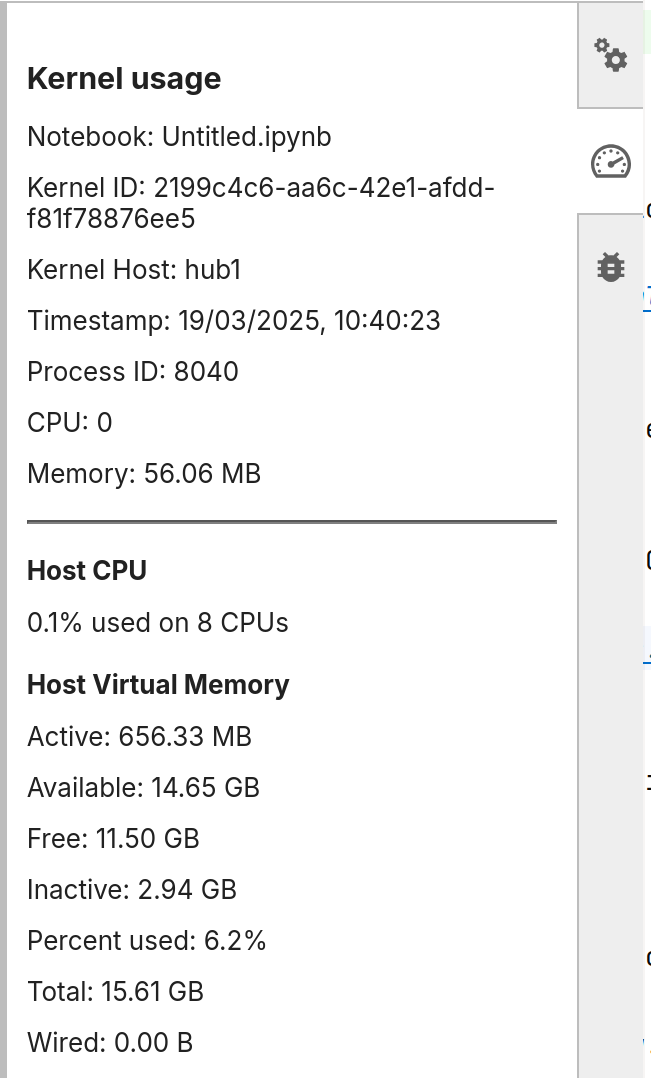 Kernel usage
Notebook: Untitled.ipynb
Kernel ID: 2199c4c6-aa6c-42e1-afdd-
f81f78876ee5
Kernel Host: hub1
Timestamp: 19/03/2025, 10:40:23
Process ID: 8040
CPU: 0
Memory: 56.06 MB
Host CPU
0.1% used on 8 CPUs
Host Virtual Memory
Active: 656.33 MB
Available: 14.65 GB
Free: 11.50 GB
Inactive: 2.94 GB
Percent used: 6.2%
Total: 15.61 GB
Wired: 0.00 B